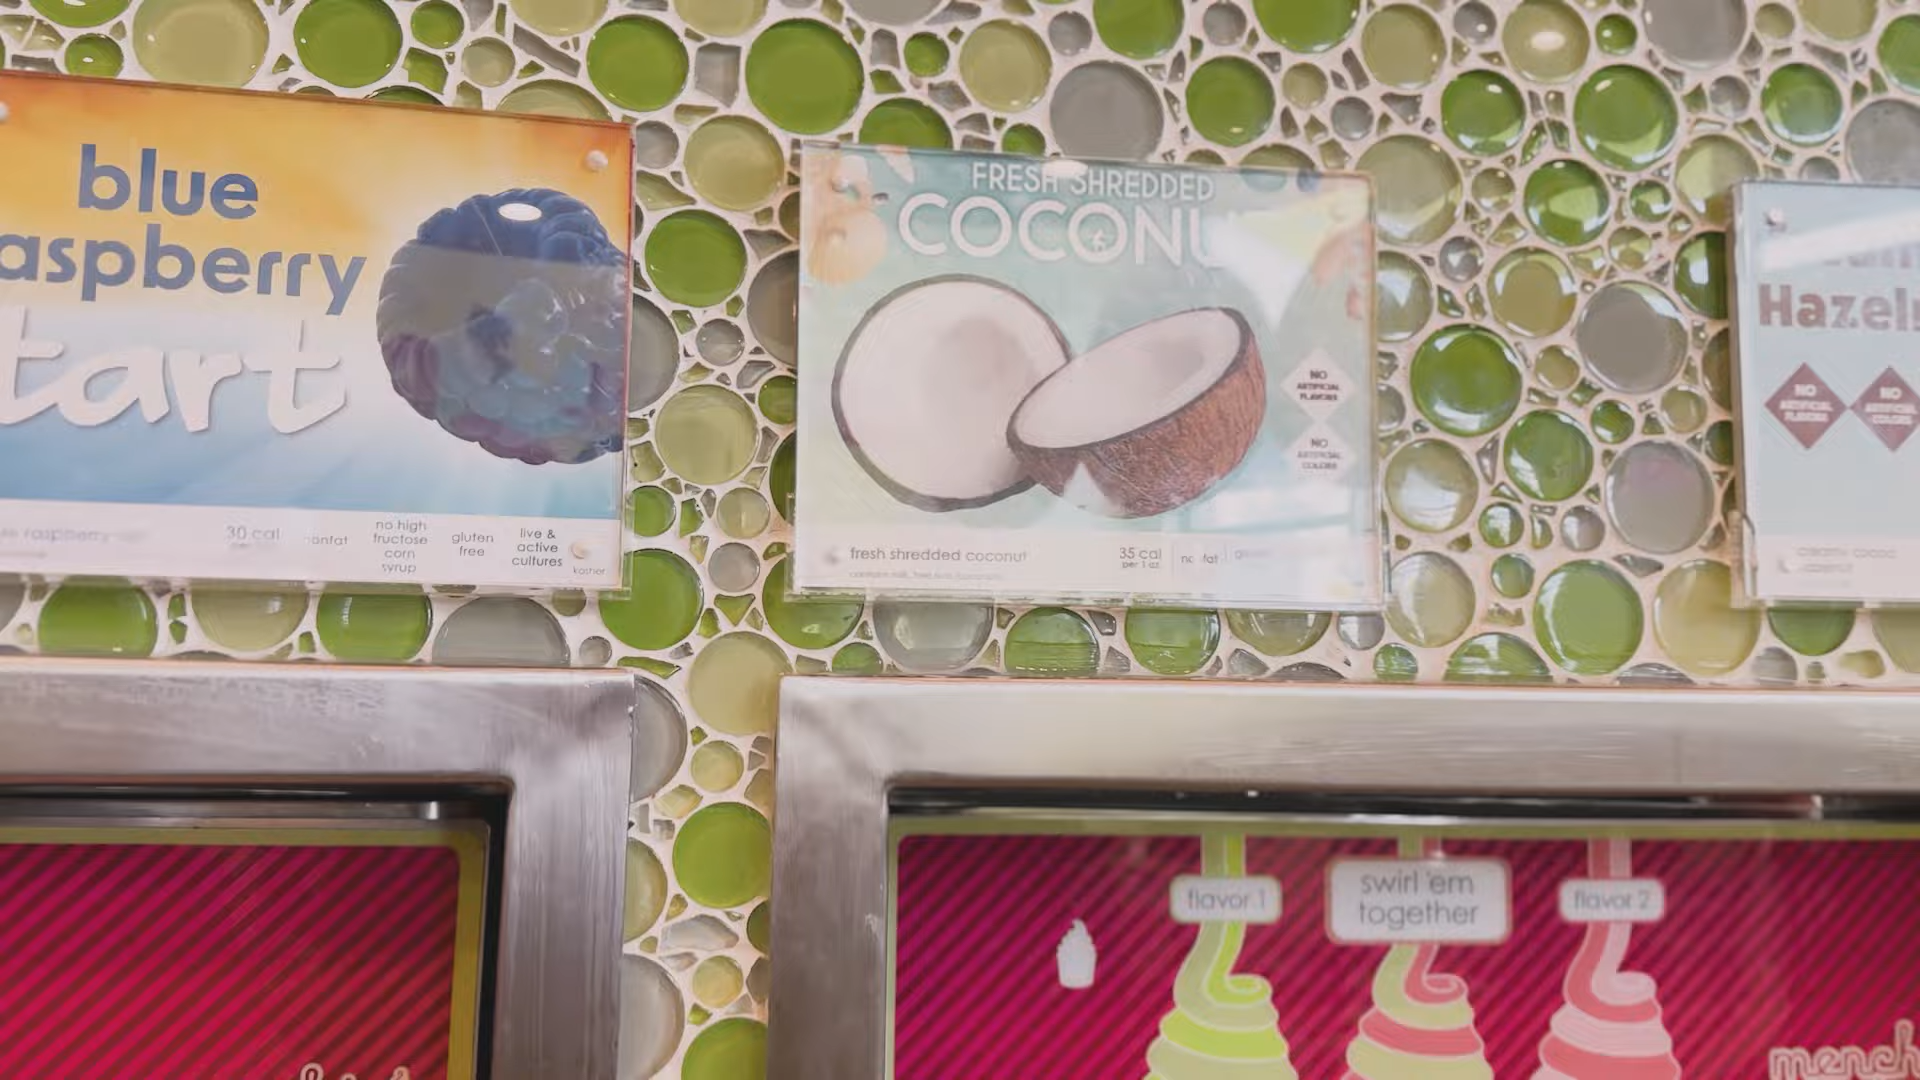 blue
aspberry
tart
30 cal
nonfat
no high
fructose
corn
syrup
gluten
free
live &
active
cultures
kosher
FRESH SHREDDED
COCONU
NO
ARTIFICIAL
FLAVORS
NO
ARTIFICIAL
COLORS
fresh shredded coconut
35 cal
per 1 oz
Hazel
NO
ARTIFICIAL
FLAVORS
NO
ARTIFICIAL
COLORS
flavor 1
swirl 'em
together
flavor 2
mench